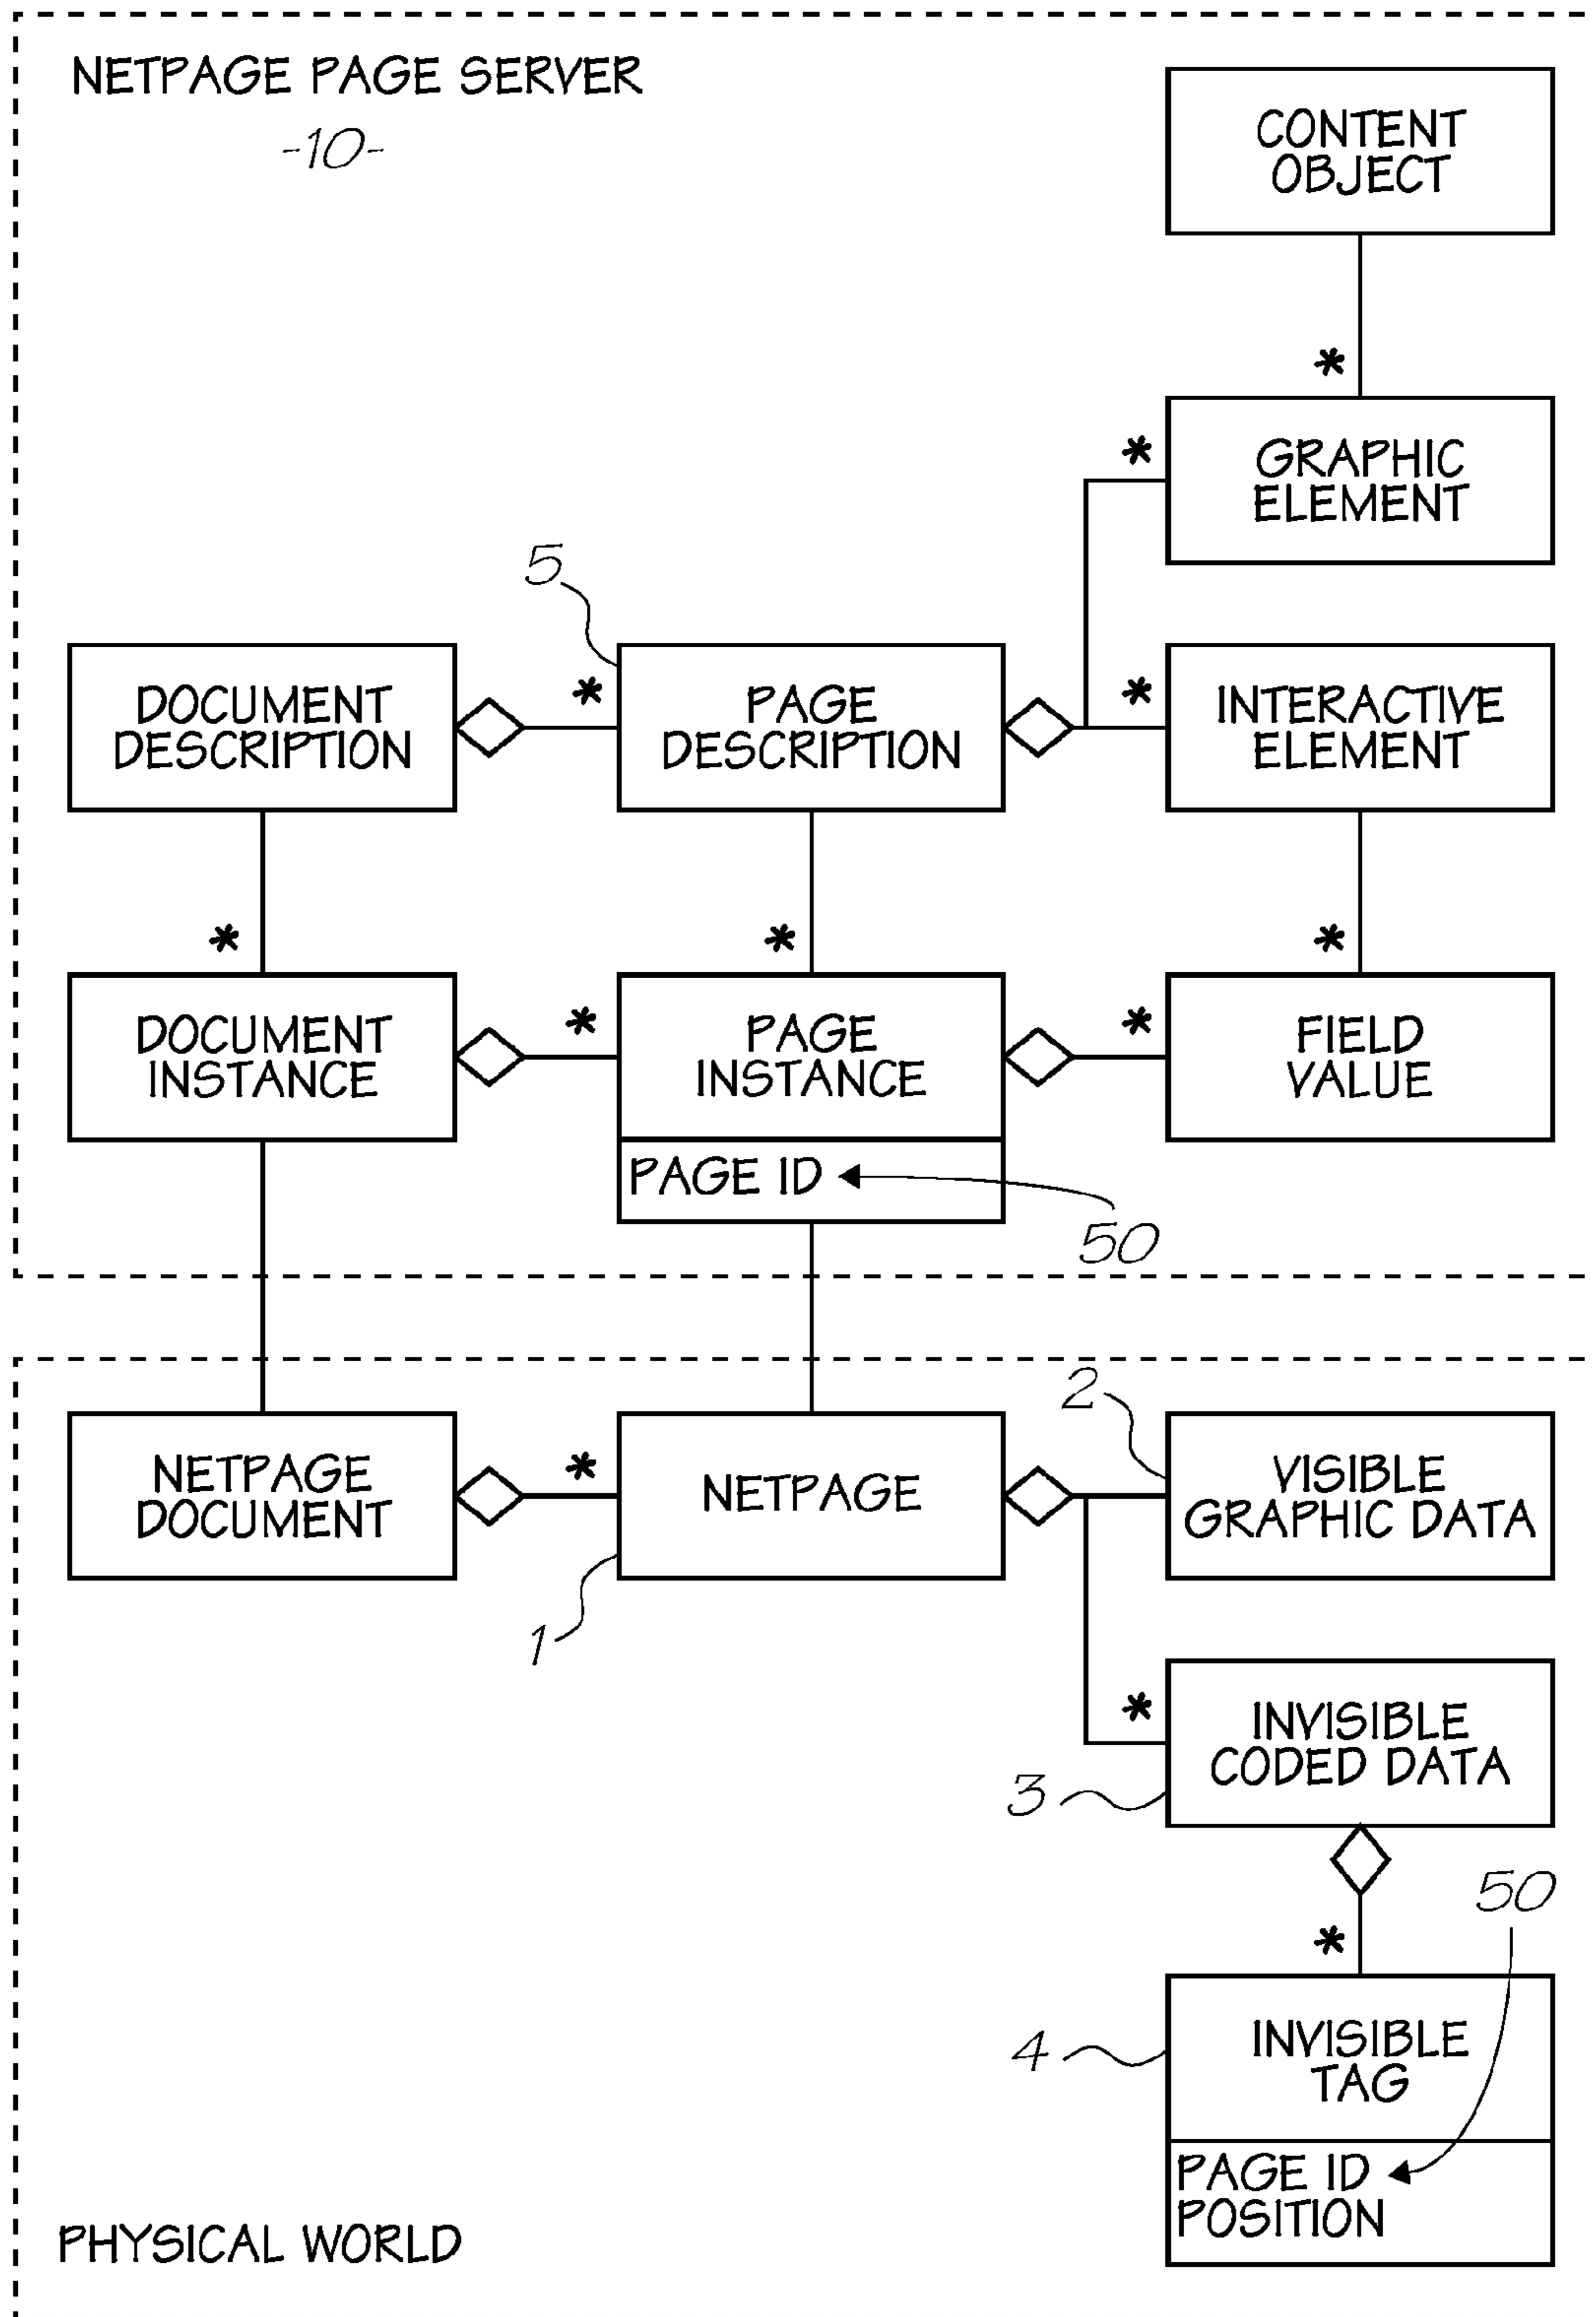 NETPAGE PAGE SERVER
-10-
CONTENT
OBJECT
*
*
GRAPHIC
ELEMENT
5
DOCUMENT
DESCRIPTION
*
PAGE
DESCRIPTION
*
INTERACTIVE
ELEMENT
*
*
*
DOCUMENT
INSTANCE
*
PAGE
INSTANCE
*
FIELD
VALUE
PAGE ID
50
2
NETPAGE
DOCUMENT
*
NETPAGE
VISIBLE
GRAPHIC DATA
1
*
INVISIBLE
CODED DATA
3
50
*
4
INVISIBLE
TAG
PAGE ID
POSITION
PHYSICAL WORLD